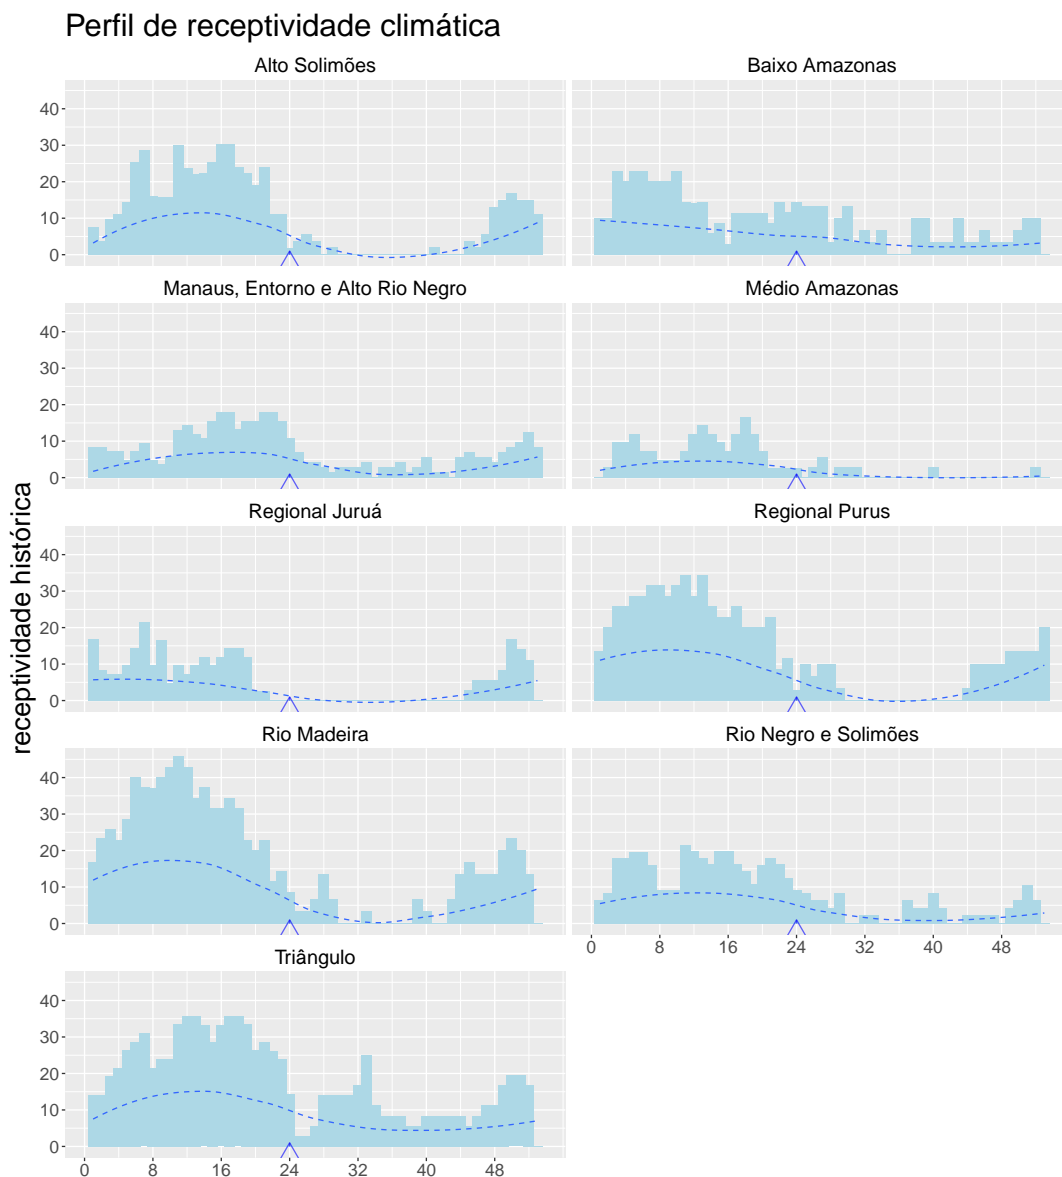 Perfil de receptividade climática
Alto Solimões
Baixo Amazonas
40
30
20
10
0
Manaus, Entorno e Alto Rio Negro
Médio Amazonas
40
30
20
10
0
Regional Juruá
Regional Purus
40
30
20
10
0
receptividade histórica
Rio Madeira
Rio Negro e Solimões
40
30
20
10
0
0 8 16 24 32 40 48
Triângulo
40
30
20
10
0
0 8 16 24 32 40 48